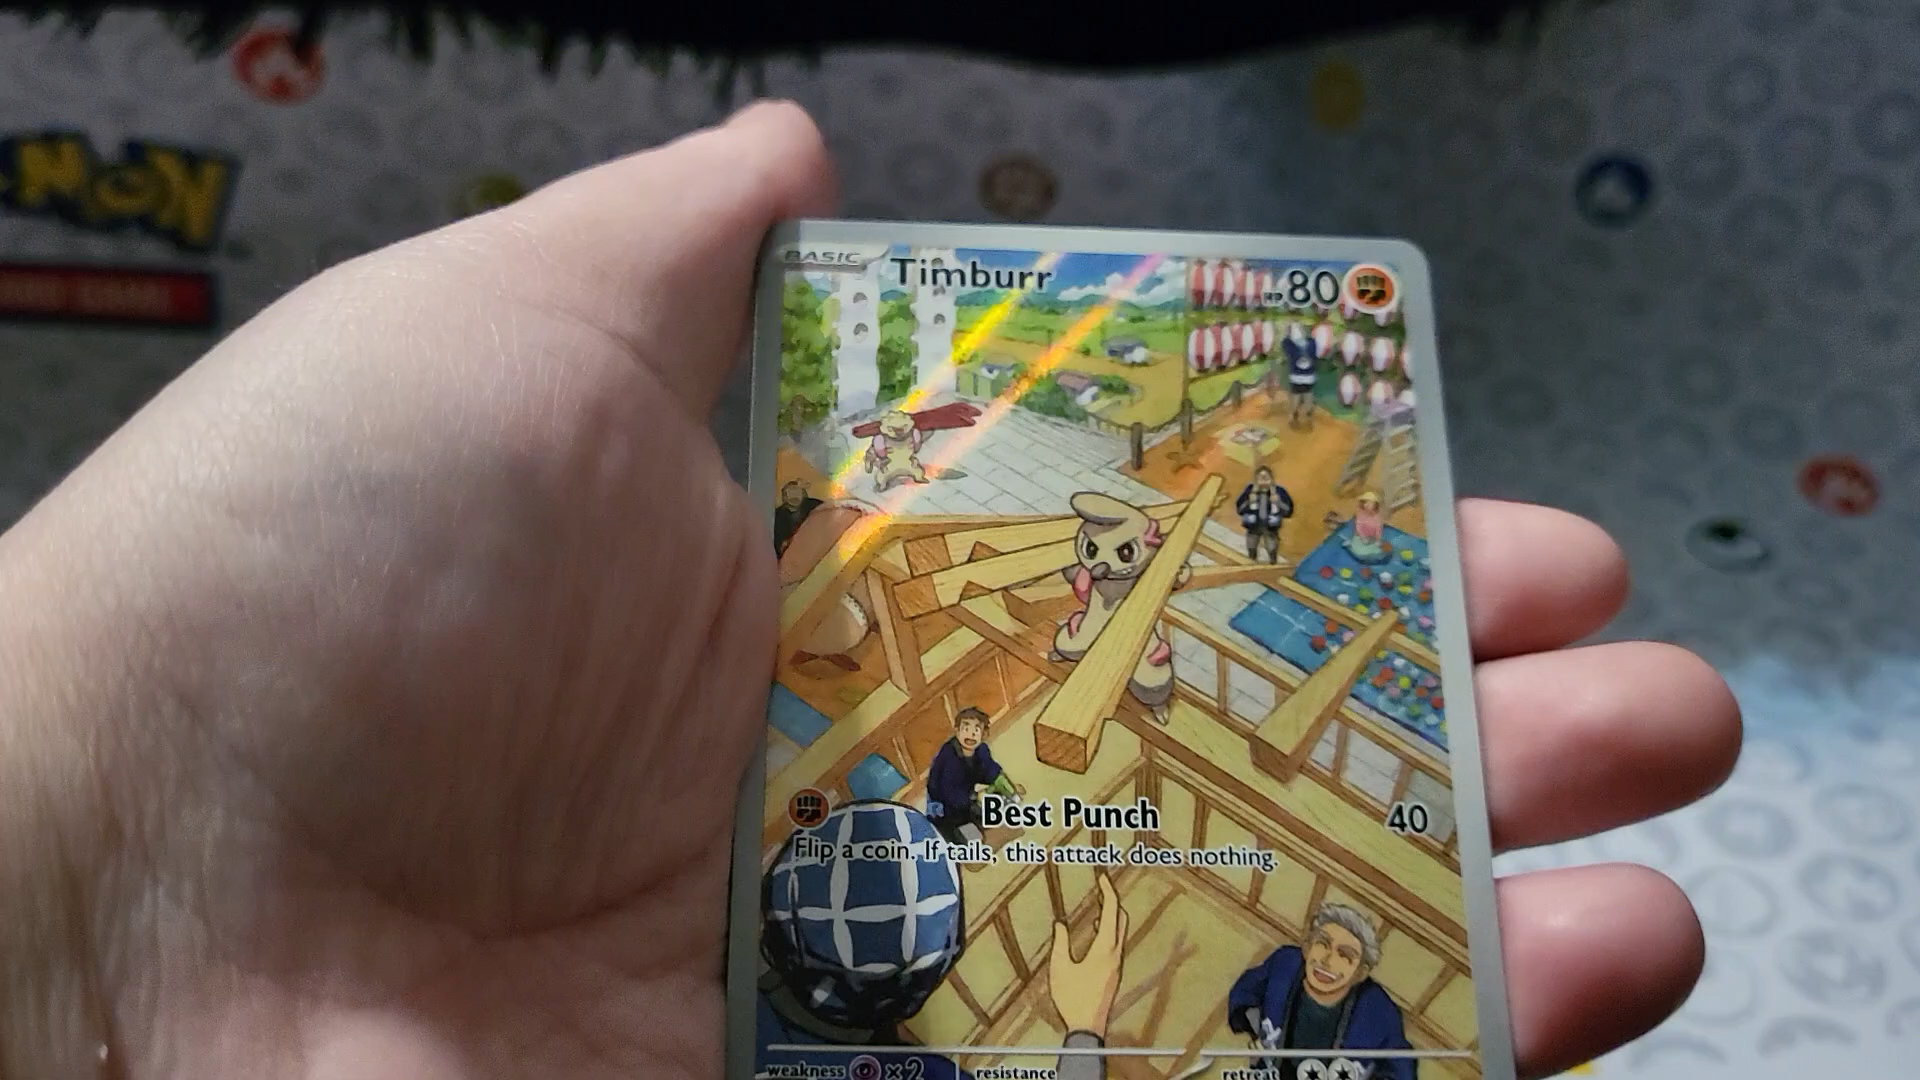 MON
BASIC
Timburr
HP 80
Best Punch 40
Flip a coin. If tails, this attack does nothing.
weakness ×2 resistance retreat